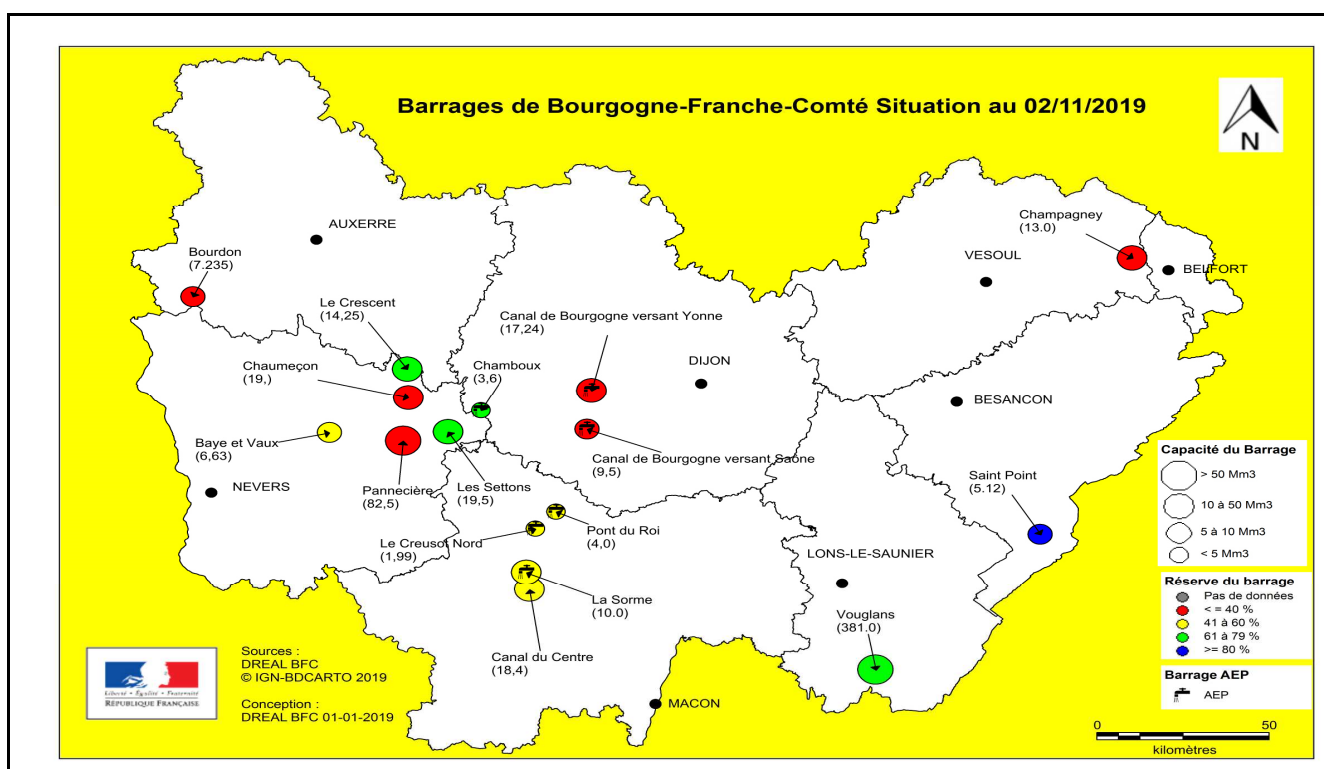 Barrages de Bourgogne-Franche-Comté Situation au 02/11/2019
N
AUXERRE
Bourdon
(7.235)
Le Crescent
(14,25)
Chaumeçon
(19,)
Baye et Vaux
(6,63)
NEVERS
Pannecière
(82,5)
Les Settons
(19,5)
Chamboux
(3,6)
Canal de Bourgogne versant Yonne
(17,24)
DIJON
Canal de Bourgogne versant Saône
(9,5)
Champagney
(13.0)
VESOUL
BELFORT
BESANCON
Saint Point
(5.12)
Le Creusot Nord
(1,99)
Pont du Roi
(4,0)
La Sorme
(10.0)
Canal du Centre
(18,4)
LONS-LE-SAUNIER
Vouglans
(381.0)
MACON
Capacité du Barrage
> 50 Mm3
10 à 50 Mm3
5 à 10 Mm3
< 5 Mm3
Réserve du barrage
Pas de données
< = 40 %
41 à 60 %
61 à 79 %
>= 80 %
Barrage AEP
AEP
0 50
kilomètres
Liberté • Égalité • Fraternité
RÉPUBLIQUE FRANÇAISE
Sources :
DREAL BFC
© IGN-BDCARTO 2019
Conception :
DREAL BFC 01-01-2019